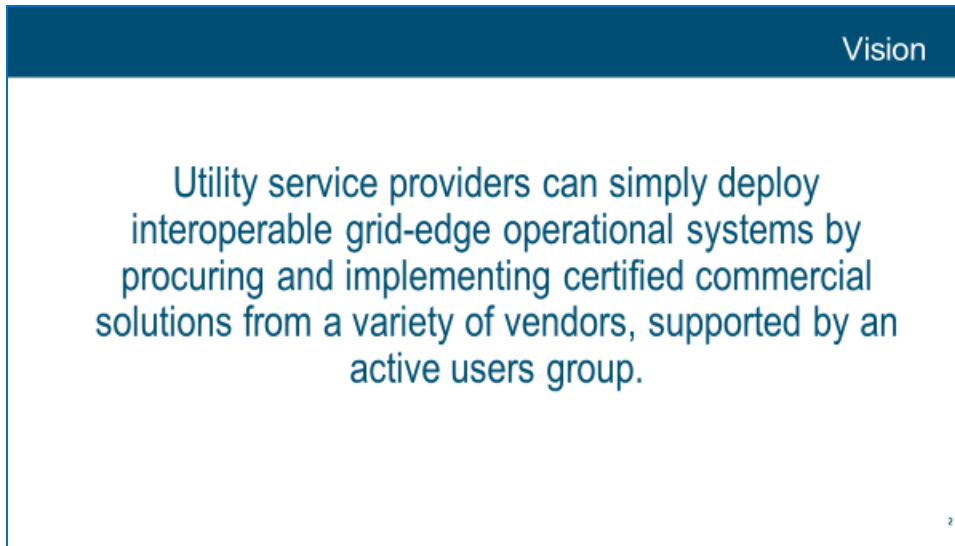 Vision
Utility service providers can simply deploy
interoperable grid-edge operational systems by
procuring and implementing certified commercial
solutions from a variety of vendors, supported by an
active users group.
2